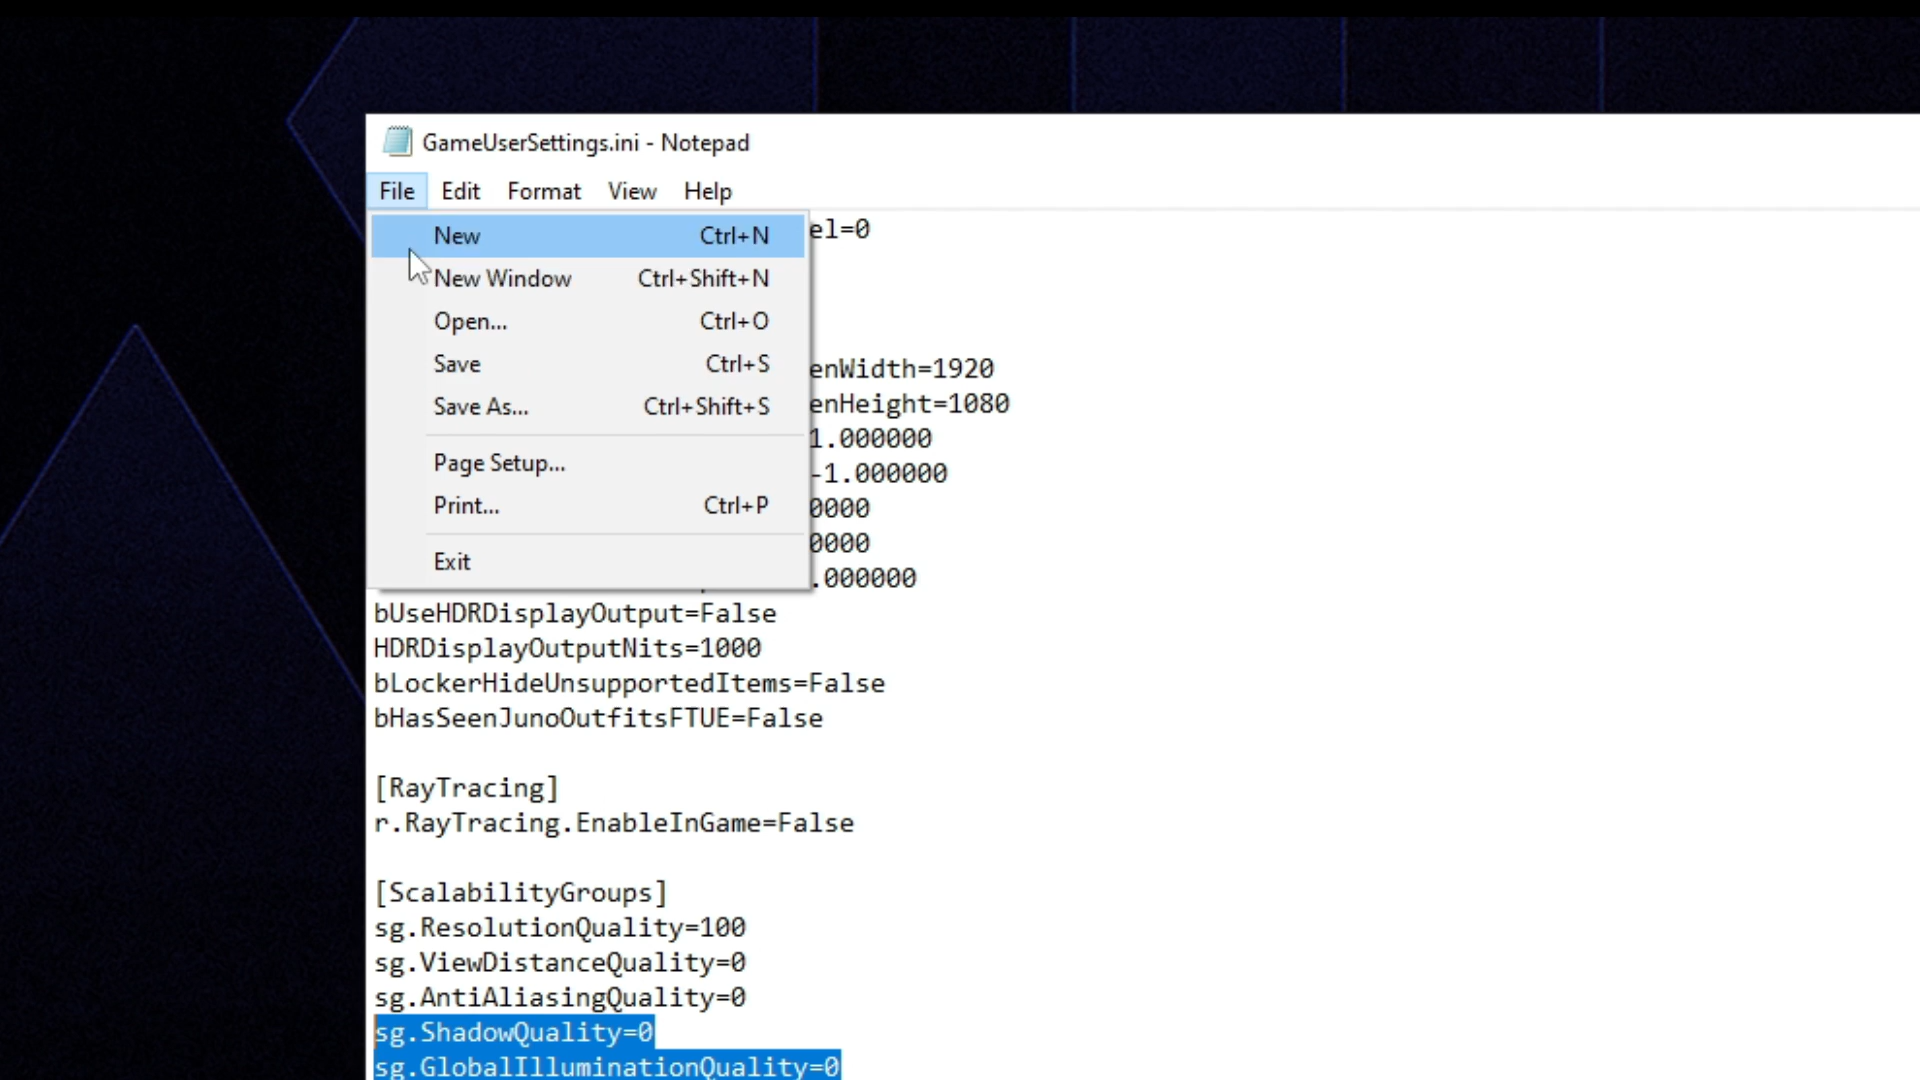 GameUserSettings.ini - Notepad
File Edit Format View Help
New Ctrl+N
New Window Ctrl+Shift+N
Open... Ctrl+O
Save Ctrl+S
Save As... Ctrl+Shift+S
Page Setup...
Print... Ctrl+P
Exit
el=0
enWidth=1920
enHeight=1080
1.000000
-1.000000
0000
0000
.000000
bUseHDRDisplayOutput=False
HDRDisplayOutputNits=1000
bLockerHideUnsupportedItems=False
bHasSeenJunoOutfitsFTUE=False
[RayTracing]
r.RayTracing.EnableInGame=False
[ScalabilityGroups]
sg.ResolutionQuality=100
sg.ViewDistanceQuality=0
sg.AntiAliasingQuality=0
sg.ShadowQuality=0
sg.GlobalIlluminationQuality=0